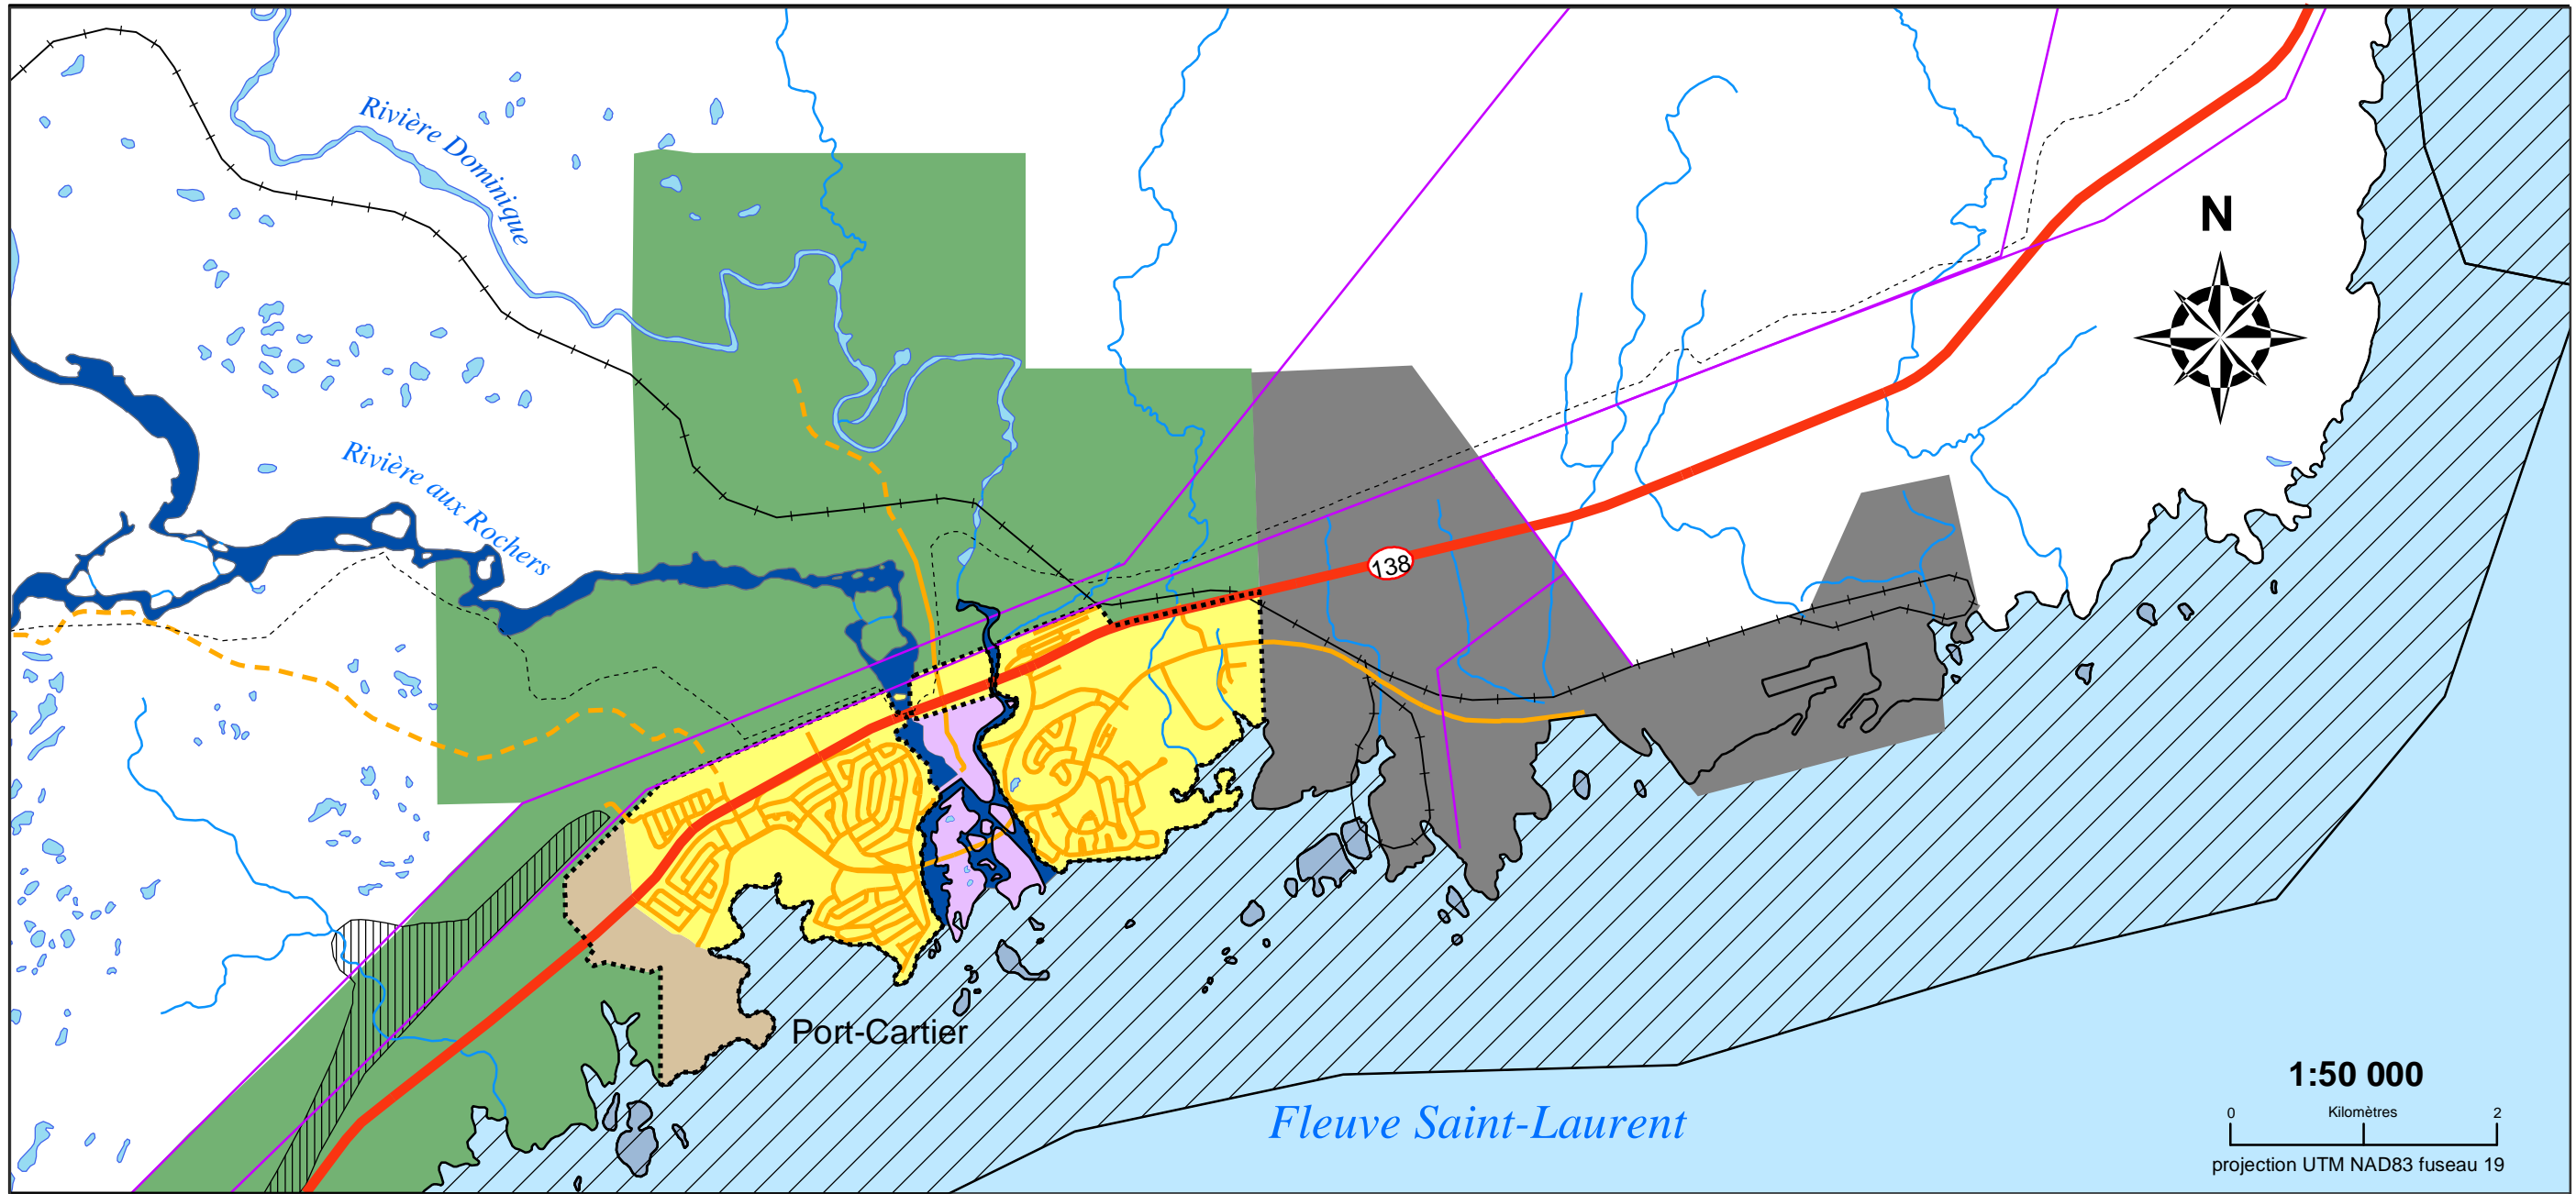 Rivière Dominique
N
Rivière aux Rochers
138
Port-Cartier
1:50 000
0 Kilomètres 2
Fleuve Saint-Laurent
projection UTM NAD83 fuseau 19